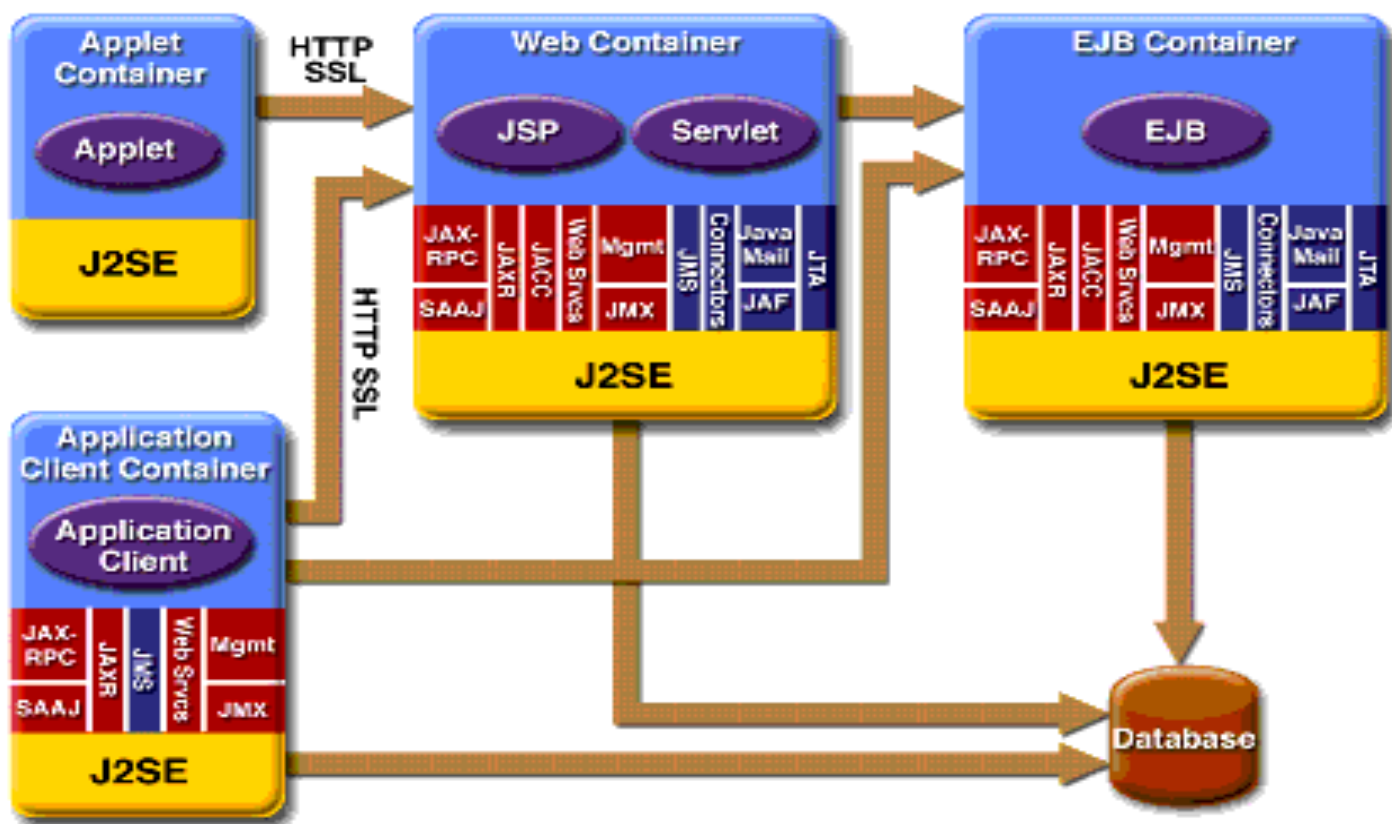 Applet
Container
Applet
J2SE
HTTP
SSL
Web Container
JSP
Servlet
JAX-
RPC
SAAJ
JAXR
JACC
Web Srvcs
Mgmt
JMX
JMS
Connectors
Java
Mail
JAF
JTA
J2SE
EJB Container
EJB
JAX-
RPC
SAAJ
JAXR
JACC
Web Srvcs
Mgmt
JMX
JMS
Connectors
Java
Mail
JAF
JTA
J2SE
HTTP SSL
Application
Client Container
Application
Client
JAX-
RPC
SAAJ
JAXR
JMS
Web Srvcs
Mgmt
JMX
J2SE
Database